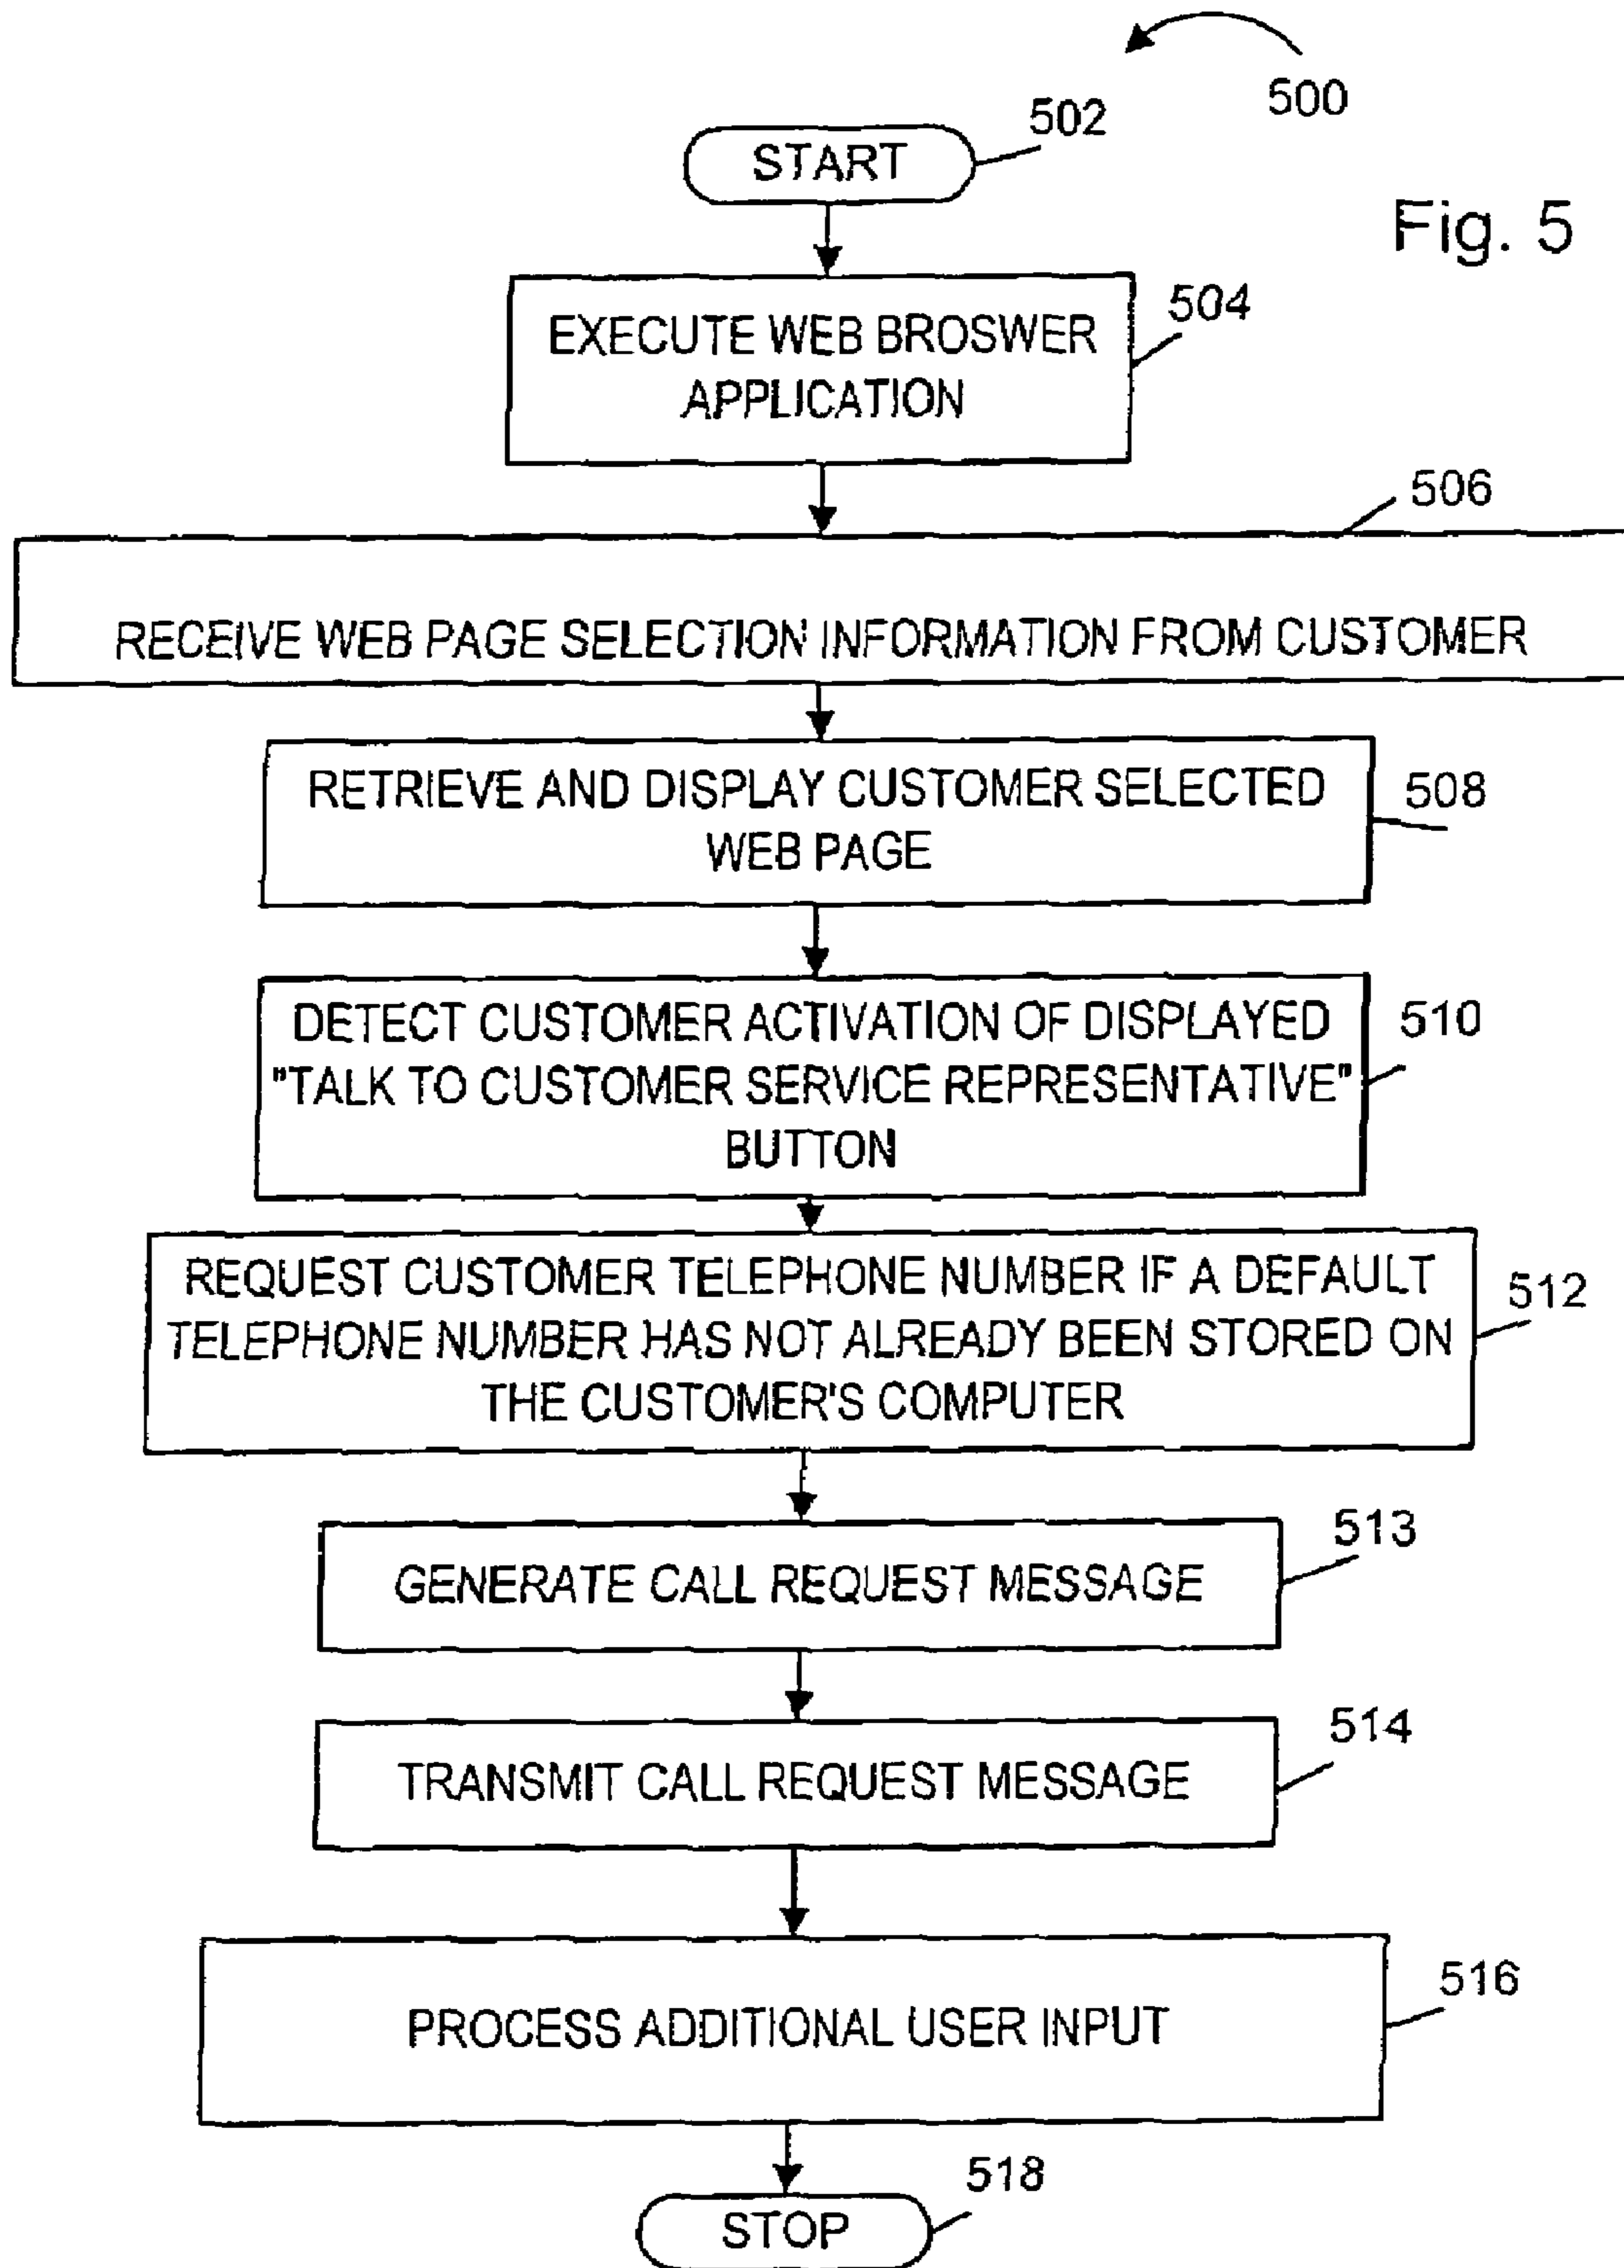 500
502
START
Fig. 5
504
EXECUTE WEB BROSWER
APPLICATION
506
RECEIVE WEB PAGE SELECTION INFORMATION FROM CUSTOMER
RETRIEVE AND DISPLAY CUSTOMER SELECTED
WEB PAGE
508
DETECT CUSTOMER ACTIVATION OF DISPLAYED
"TALK TO CUSTOMER SERVICE REPRESENTATIVE"
BUTTON
510
REQUEST CUSTOMER TELEPHONE NUMBER IF A DEFAULT
TELEPHONE NUMBER HAS NOT ALREADY BEEN STORED ON
THE CUSTOMER'S COMPUTER
512
513
GENERATE CALL REQUEST MESSAGE
514
TRANSMIT CALL REQUEST MESSAGE
516
PROCESS ADDITIONAL USER INPUT
518
STOP